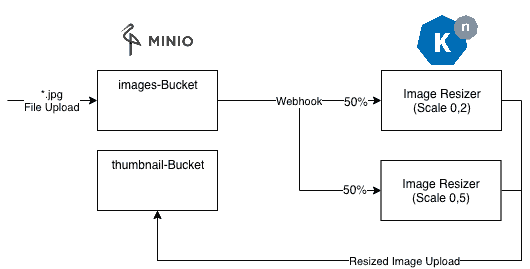 MINIO
K n
*.jpg
File Upload
images-Bucket
Webhook
50%
Image Resizer
(Scale 0,2)
thumbnail-Bucket
50%
Image Resizer
(Scale 0,5)
Resized Image Upload